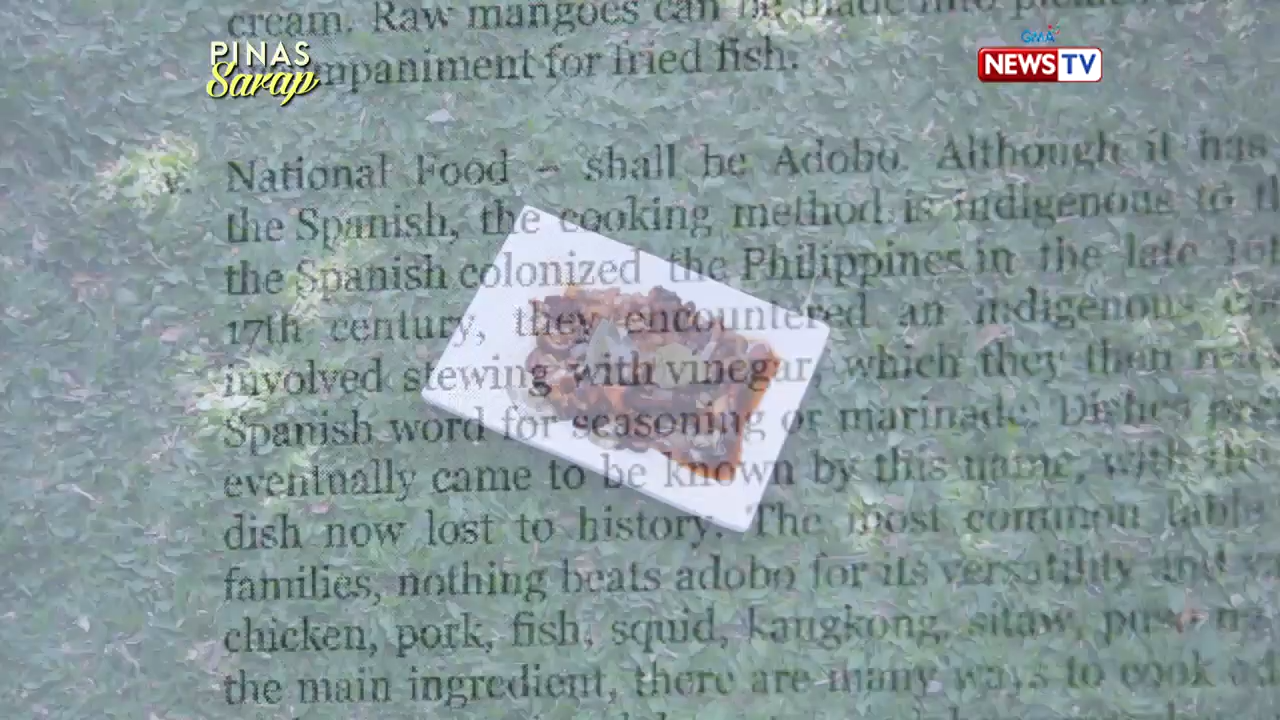 cream. Raw mangoes can be made into
PINAS
Sarap
GMA
NEWSTV
for fried fish.
v. National Food – shall be Adobo. Although it has
the Spanish, the cooking method is indigenous to
the Spanish colonized the Philippines in the late
17th century, they encountered an indigenous
involved stewing with vinegar, which they then
Spanish word for seasoning or marinade. Dishes
eventually came to be known by this name, with the
dish now lost to history. The most common table
families, nothing beats adobo for its versatility and
chicken, pork, fish, squid, kangkong, sitaw,
the main ingredient, there are many ways to cook